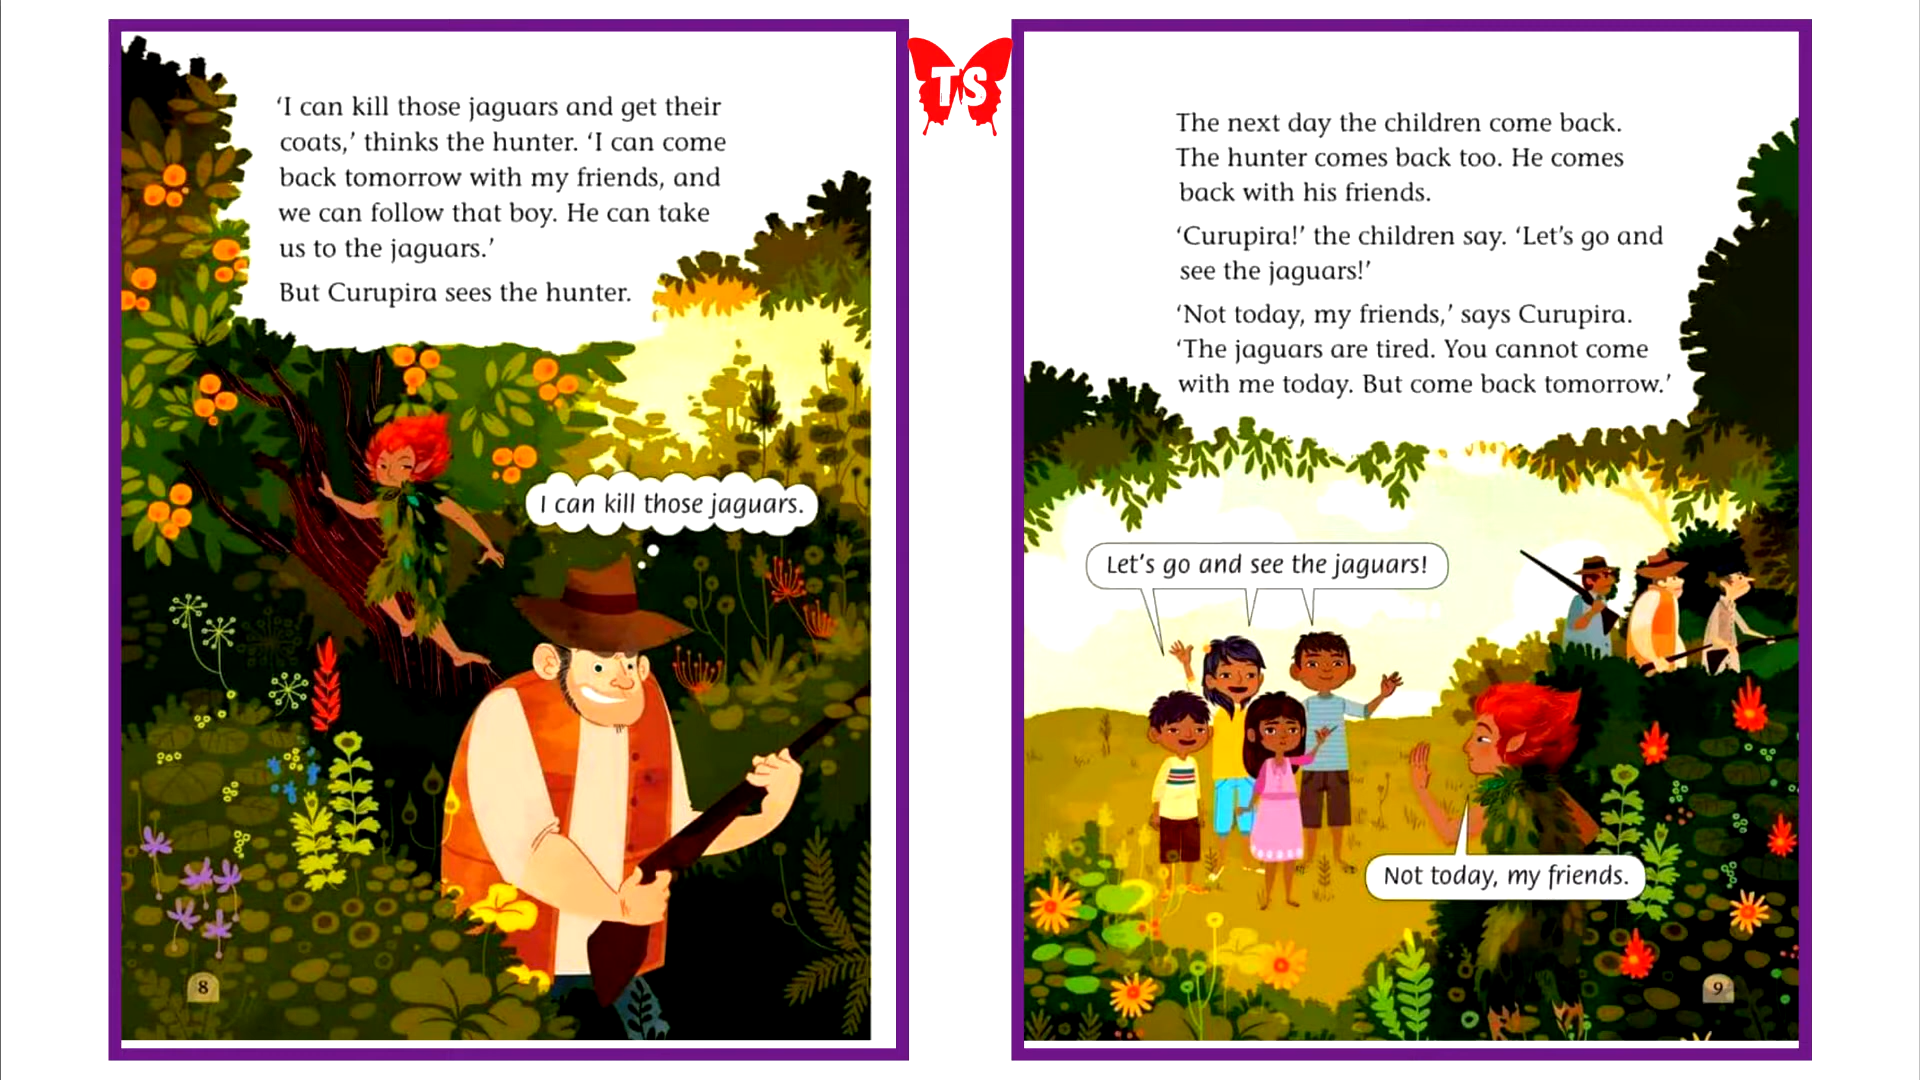 ‘I can kill those jaguars and get their
coats,’ thinks the hunter. ‘I can come
back tomorrow with my friends, and
we can follow that boy. He can take
us to the jaguars.’
But Curupira sees the hunter.
I can kill those jaguars.
8
TS
The next day the children come back.
The hunter comes back too. He comes
back with his friends.
‘Curupira!’ the children say. ‘Let’s go and
see the jaguars!’
‘Not today, my friends,’ says Curupira.
‘The jaguars are tired. You cannot come
with me today. But come back tomorrow.’
Let’s go and see the jaguars!
Not today, my friends.
9